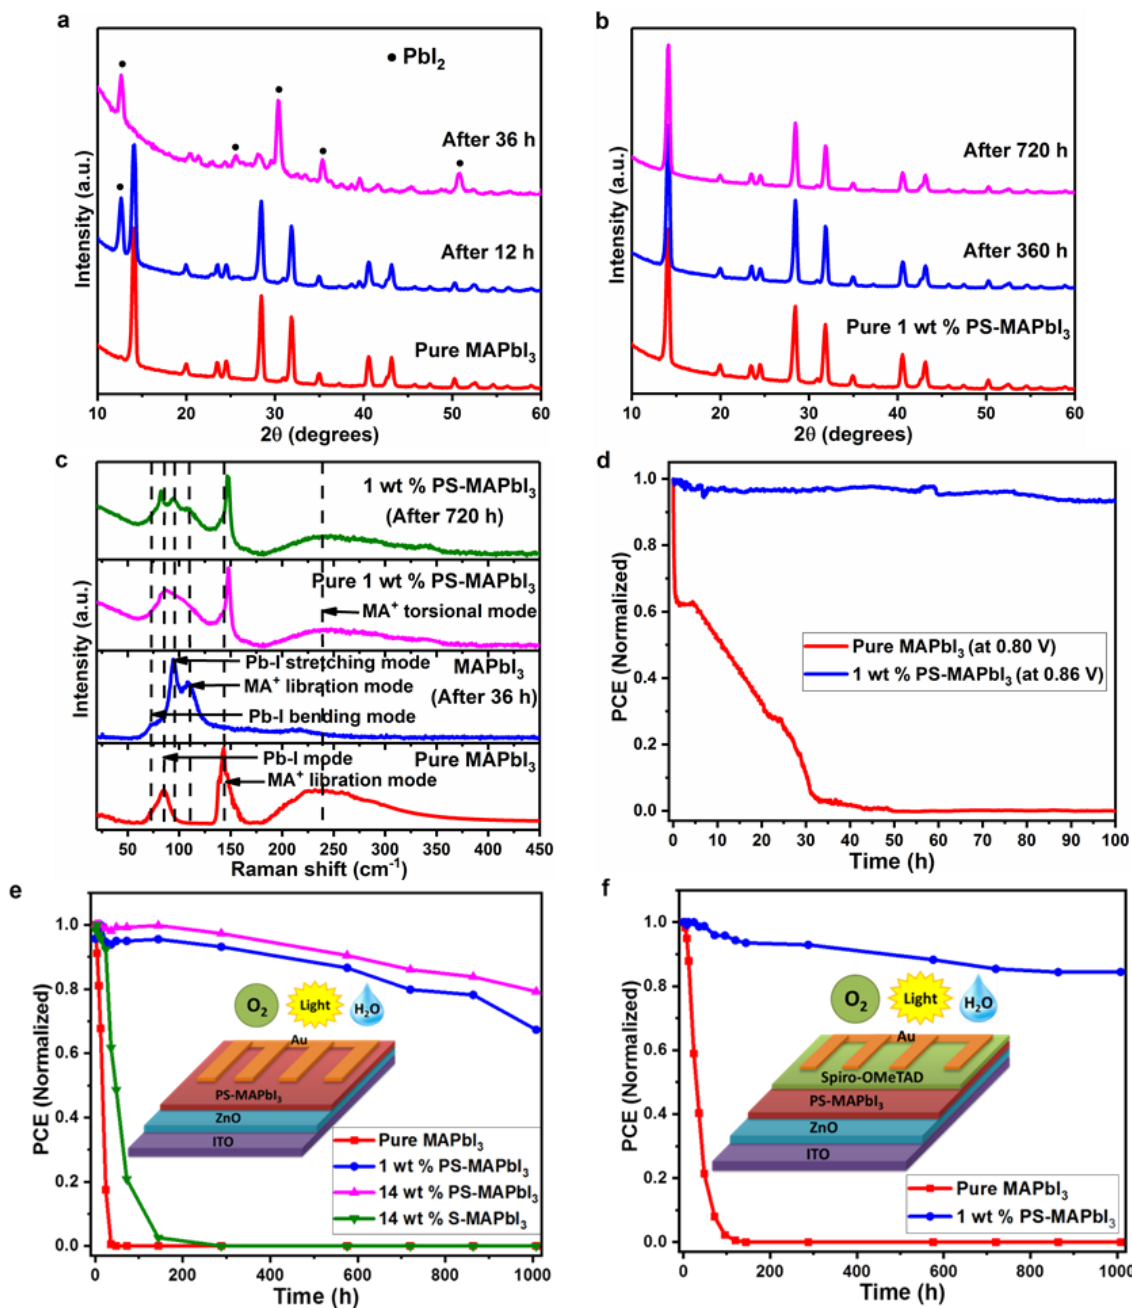 a
• PbI₂
After 36 h
After 12 h
Pure MAPbI₃
Intensity (a.u.)
10 20 30 40 50 60
2θ (degrees)
b
After 720 h
After 360 h
Pure 1 wt % PS-MAPbI₃
Intensity (a.u.)
10 20 30 40 50 60
2θ (degrees)
c
1 wt % PS-MAPbI₃
(After 720 h)
Pure 1 wt % PS-MAPbI₃
MA⁺ torsional mode
Pb-I stretching mode
MAPbI₃
MA⁺ libration mode
(After 36 h)
Pb-I bending mode
Pb-I mode
Pure MAPbI₃
MA⁺ libration mode
Intensity (a.u.)
50 100 150 200 250 300 350 400 450
Raman shift (cm⁻¹)
d
1.0
0.8
0.6
0.4
0.2
0.0
PCE (Normalized)
Pure MAPbI₃ (at 0.80 V)
1 wt % PS-MAPbI₃ (at 0.86 V)
0 10 20 30 40 50 60 70 80 90 100
Time (h)
e
1.0
0.8
0.6
0.4
0.2
0.0
PCE (Normalized)
O₂
Light
H₂O
Au
PS-MAPbI₃
ZnO
ITO
Pure MAPbI₃
1 wt % PS-MAPbI₃
14 wt % PS-MAPbI₃
14 wt % S-MAPbI₃
0 200 400 600 800 1000
Time (h)
f
1.0
0.8
0.6
0.4
0.2
0.0
PCE (Normalized)
O₂
Light
H₂O
Au
Spiro-OMeTAD
PS-MAPbI₃
ZnO
ITO
Pure MAPbI₃
1 wt % PS-MAPbI₃
0 200 400 600 800 1000
Time (h)